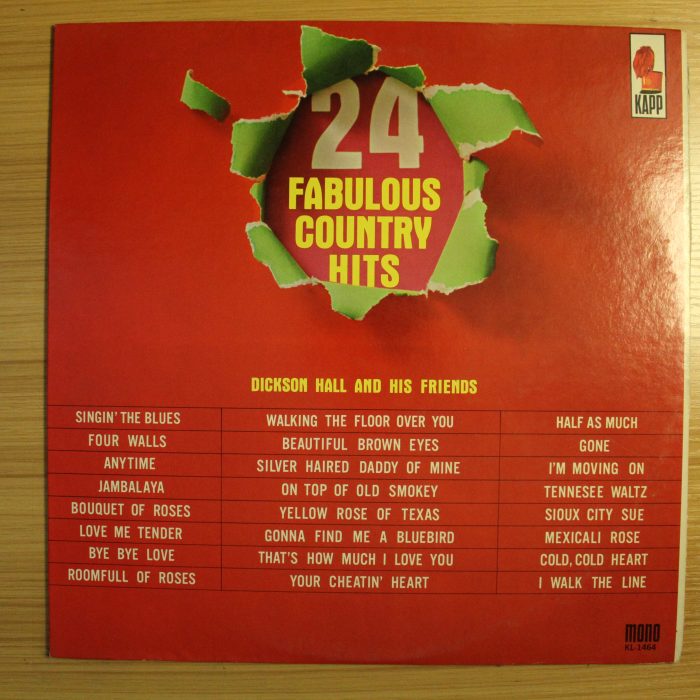 KAPP
24
FABULOUS
COUNTRY
HITS
DICKSON HALL AND HIS FRIENDS
SINGIN' THE BLUES
FOUR WALLS
ANYTIME
JAMBALAYA
BOUQUET OF ROSES
LOVE ME TENDER
BYE BYE LOVE
ROOMFULL OF ROSES
WALKING THE FLOOR OVER YOU
BEAUTIFUL BROWN EYES
SILVER HAIRED DADDY OF MINE
ON TOP OF OLD SMOKEY
YELLOW ROSE OF TEXAS
GONNA FIND ME A BLUEBIRD
THAT'S HOW MUCH I LOVE YOU
YOUR CHEATIN' HEART
HALF AS MUCH
GONE
I'M MOVING ON
TENNESEE WALTZ
SIOUX CITY SUE
MEXICALI ROSE
COLD, COLD HEART
I WALK THE LINE
mono
KL-1464